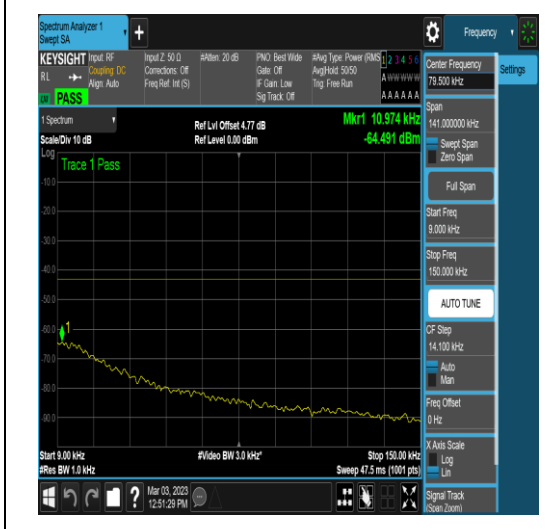 Spectrum Analyzer 1
Swept SA
+
Frequency
KEYSIGHT
RL
PASS
Input: RF
Coupling: DC
Align: Auto
Input Z: 50 Ω
Corrections: Off
Freq Ref: Int (S)
#Atten: 20 dB
PNO: Best Wide
Gate: Off
IF Gain: Low
Sig Track: Off
#Avg Type: Power (RMS
Avg|Hold: 50/50
Trig: Free Run
1 2 3 4 5 6
A W W W W W
A A A A A A
1 Spectrum
Scale/Div 10 dB
Ref Lvl Offset 4.77 dB
Ref Level 0.00 dBm
Mkr1 10.974 kHz
-64.491 dBm
Log
Trace 1 Pass
-10.0
-20.0
-30.0
-40.0
-50.0
-60.0
1
-70.0
-80.0
-90.0
Start 9.00 kHz
#Res BW 1.0 kHz
#Video BW 3.0 kHz*
Stop 150.00 kHz
Sweep 47.5 ms (1001 pts)
Mar 03, 2023
12:51:29 PM
?
Center Frequency
79.500 kHz
Settings
Span
141.000000 kHz
Swept Span
Zero Span
Full Span
Start Freq
9.000 kHz
Stop Freq
150.000 kHz
AUTO TUNE
CF Step
14.100 kHz
Auto
Man
Freq Offset
0 Hz
X Axis Scale
Log
Lin
Signal Track
(Span Zoom)